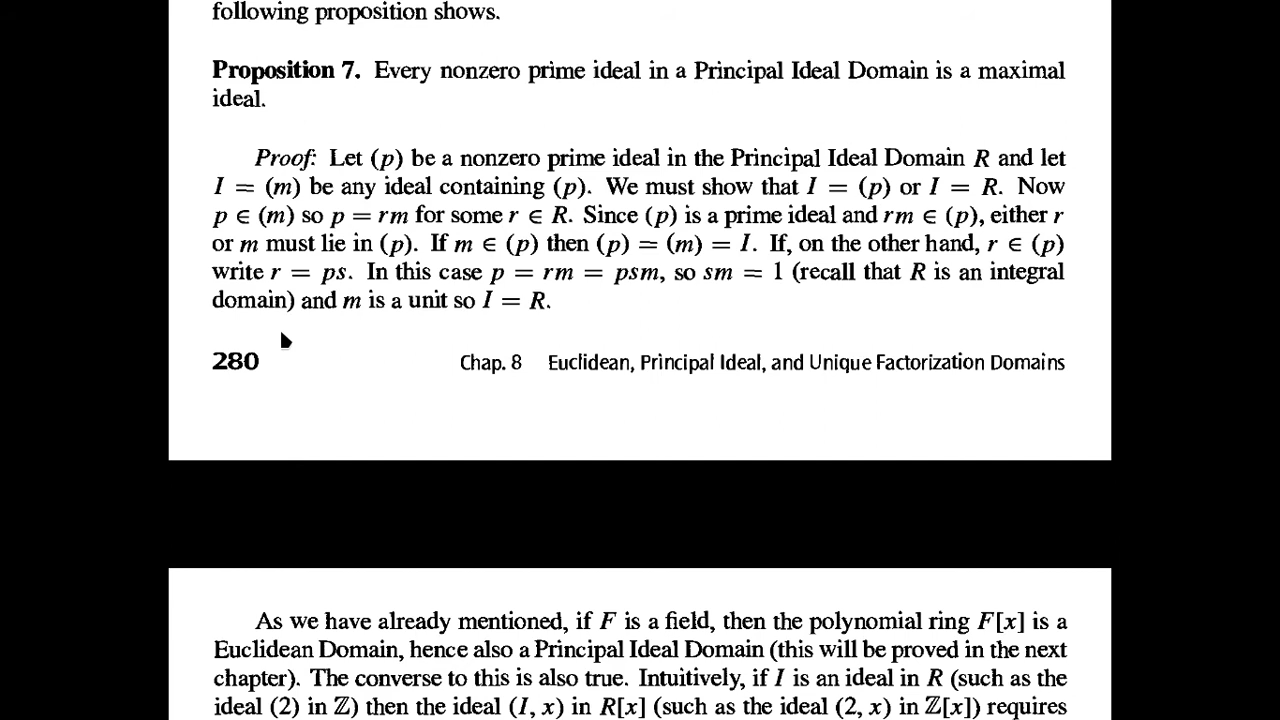 following proposition shows.
Proposition 7. Every nonzero prime ideal in a Principal Ideal Domain is a maximal
ideal.
Proof: Let (p) be a nonzero prime ideal in the Principal Ideal Domain R and let
I = (m) be any ideal containing (p). We must show that I = (p) or I = R. Now
p ∈ (m) so p = rm for some r ∈ R. Since (p) is a prime ideal and rm ∈ (p), either r
or m must lie in (p). If m ∈ (p) then (p) = (m) = I. If, on the other hand, r ∈ (p)
write r = ps. In this case p = rm = psm, so sm = 1 (recall that R is an integral
domain) and m is a unit so I = R.
280 Chap. 8 Euclidean, Principal Ideal, and Unique Factorization Domains
As we have already mentioned, if F is a field, then the polynomial ring F[x] is a
Euclidean Domain, hence also a Principal Ideal Domain (this will be proved in the next
chapter). The converse to this is also true. Intuitively, if I is an ideal in R (such as the
ideal (2) in ℤ) then the ideal (I, x) in R[x] (such as the ideal (2, x) in ℤ[x]) requires